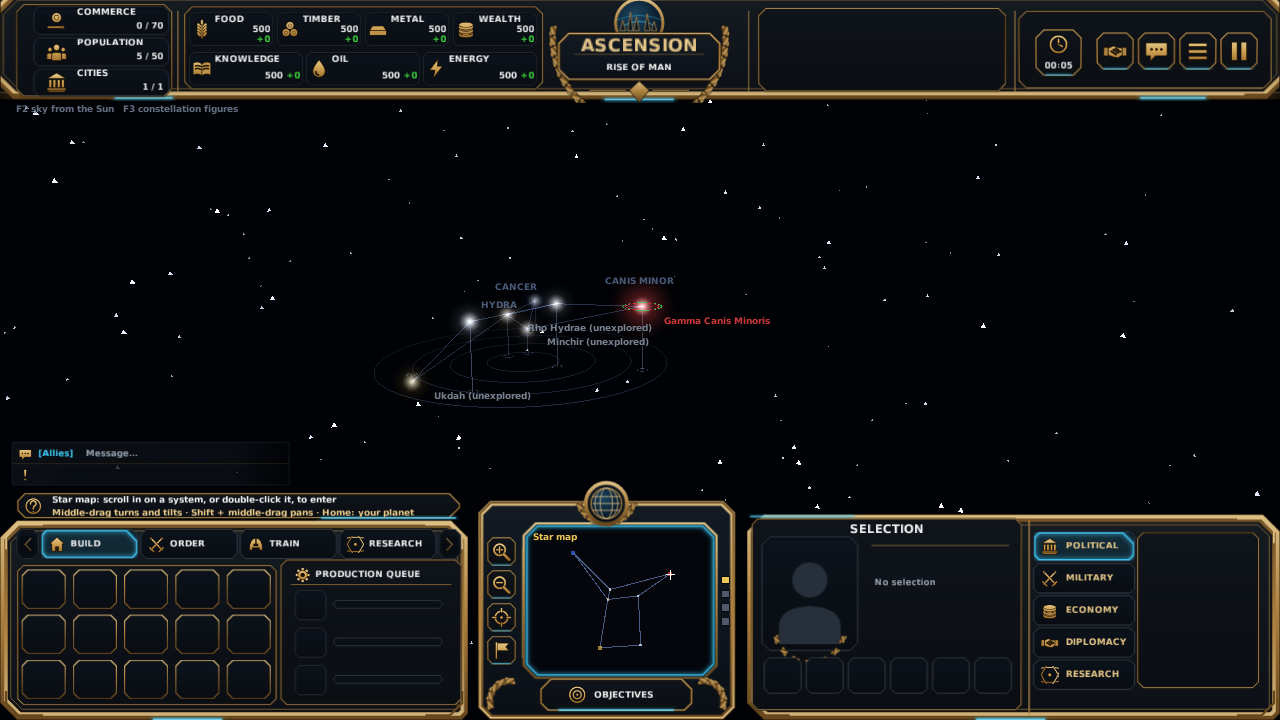 COMMERCE
0 / 70
POPULATION
5 / 50
CITIES
1 / 1
FOOD
500
+0
TIMBER
500
+0
METAL
500
+0
WEALTH
500
+0
KNOWLEDGE
500 +0
OIL
500 +0
ENERGY
500 +0
ASCENSION
RISE OF MAN
00:05
F2 sky from the Sun F3 constellation figures
CANIS MINOR
CANCER
HYDRA
Gamma Canis Minoris
Rho Hydrae (unexplored)
Minchir (unexplored)
Ukdah (unexplored)
[Allies] Message...
!
Star map: scroll in on a system, or double-click it, to enter
Middle-drag turns and tilts · Shift + middle-drag pans · Home: your planet
BUILD
ORDER
TRAIN
RESEARCH
PRODUCTION QUEUE
Star map
OBJECTIVES
SELECTION
No selection
POLITICAL
MILITARY
ECONOMY
DIPLOMACY
RESEARCH